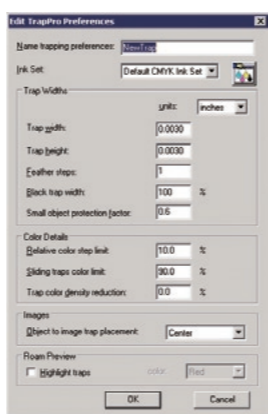 Edit TrapPro Preferences
Name trapping preferences: NewTrap
Ink Set: Default CMYK Ink Set
Trap Widths
units: inches
Trap width: 0.0030
Trap height: 0.0030
Feather steps: 1
Black trap width: 100 %
Small object protection factor: 0.6
Color Details
Relative color step limit: 10.0 %
Sliding traps color limit: 90.0 %
Trap color density reduction: 0.0 %
Images
Object to image trap placement: Center
Roam Preview
Highlight traps color: Red
OK Cancel